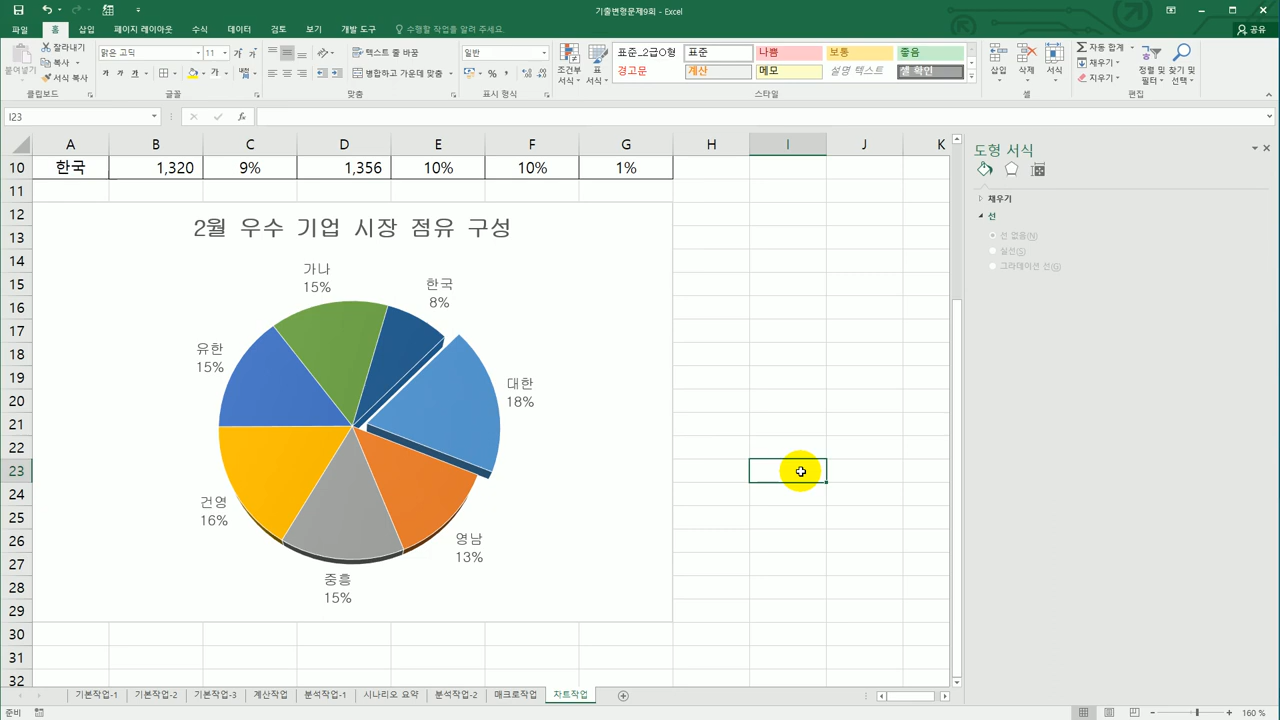 기출변형문제9회 - Excel
파일 홈 삽입 페이지 레이아웃 수식 데이터 검토 보기 개발 도구 수행할 작업을 알려 주세요. 공유
붙여넣기 잘라내기 복사 서식 복사 클립보드
맑은 고딕 11 글꼴
텍스트 줄 바꿈 병합하고 가운데 맞춤 맞춤
일반 표시 형식
조건부 서식 표 서식
표준_소급O형 표준 나쁨 보통 좋음
경고문 계산 메모 설명 텍스트 셀 확인
스타일
삽입 삭제 서식 셀
자동 합계 채우기 지우기 정렬 및 필터 찾기 및 선택 편집
I23 fx
A B C D E F G H I J K
10 한국 1,320 9% 1,356 10% 10% 1%
11
12
13
14
15
16
17
18
19
20
21
22
23
24
25
26
27
28
29
30
31
32
2월 우수 기업 시장 점유 구성
가나
15%
한국
8%
유한
15%
대한
18%
건영
16%
영남
13%
중흥
15%
도형 서식
채우기
선
선 없음(N)
실선(S)
그라데이션 선(G)
기본작업-1 기본작업-2 기본작업-3 계산작업 분석작업-1 시나리오 요약 분석작업-2 매크로작업 차트작업
준비 160 %